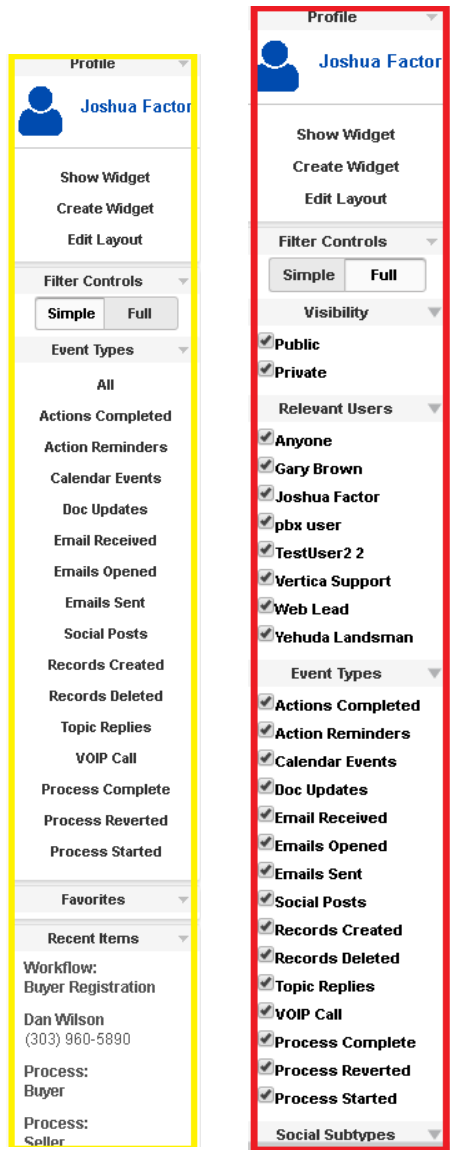 Profile
Joshua Factor
Show Widget
Create Widget
Edit Layout
Filter Controls
Simple Full
Event Types
All
Actions Completed
Action Reminders
Calendar Events
Doc Updates
Email Received
Emails Opened
Emails Sent
Social Posts
Records Created
Records Deleted
Topic Replies
VOIP Call
Process Complete
Process Reverted
Process Started
Favorites
Recent Items
Workflow:
Buyer Registration
Dan Wilson
(303) 960-5890
Process:
Buyer
Process:
Seller
Profile
Joshua Factor
Show Widget
Create Widget
Edit Layout
Filter Controls
Simple Full
Visibility
Public
Private
Relevant Users
Anyone
Gary Brown
Joshua Factor
pbx user
TestUser2 2
Vertica Support
Web Lead
Yehuda Landsman
Event Types
Actions Completed
Action Reminders
Calendar Events
Doc Updates
Email Received
Emails Opened
Emails Sent
Social Posts
Records Created
Records Deleted
Topic Replies
VOIP Call
Process Complete
Process Reverted
Process Started
Social Subtypes